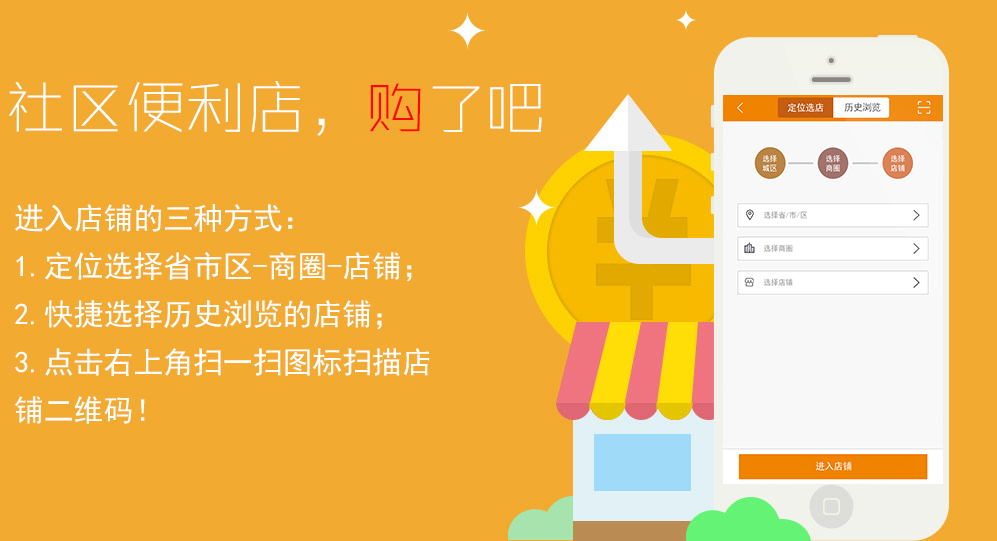 社区便利店，购了吧
进入店铺的三种方式：
1.定位选择省市区-商圈-店铺；
2.快捷选择历史浏览的店铺；
3.点击右上角扫一扫图标扫描店
铺二维码！
定位选店 历史浏览
选择
城区
选择
商圈
选择
店铺
选择省/市/区
选择商圈
选择店铺
进入店铺